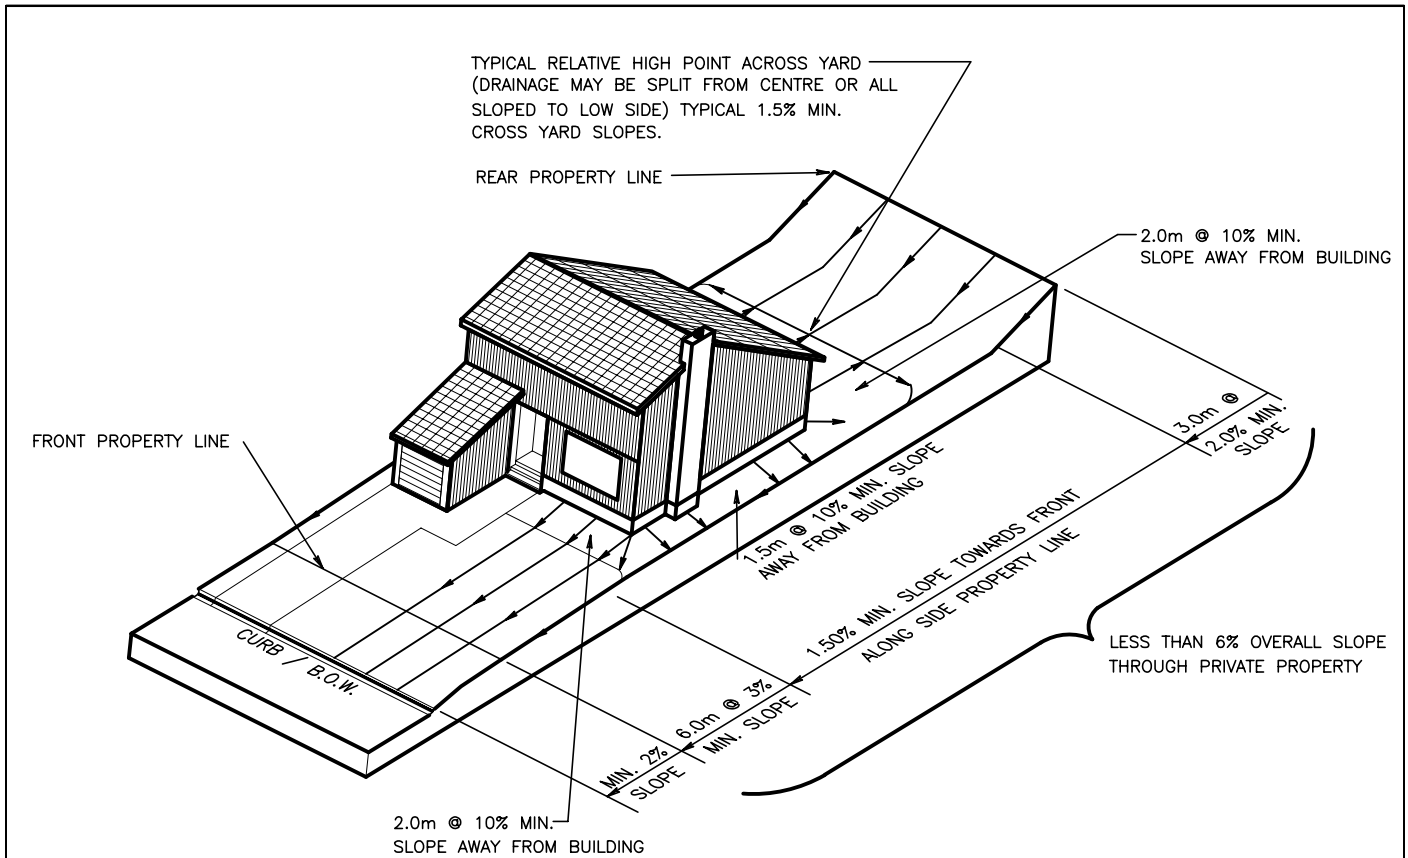 TYPICAL RELATIVE HIGH POINT ACROSS YARD
(DRAINAGE MAY BE SPLIT FROM CENTRE OR ALL
SLOPED TO LOW SIDE) TYPICAL 1.5% MIN.
CROSS YARD SLOPES.
REAR PROPERTY LINE
2.0m @ 10% MIN.
SLOPE AWAY FROM BUILDING
FRONT PROPERTY LINE
3.0m @
2.0% MIN.
SLOPE
1.5m @ 10% MIN. SLOPE
AWAY FROM BUILDING
1.50% MIN. SLOPE TOWARDS FRONT
ALONG SIDE PROPERTY LINE
LESS THAN 6% OVERALL SLOPE
THROUGH PRIVATE PROPERTY
CURB / B.O.W.
6.0m @ 3%
MIN. SLOPE
MIN. 2%
SLOPE
2.0m @ 10% MIN.
SLOPE AWAY FROM BUILDING